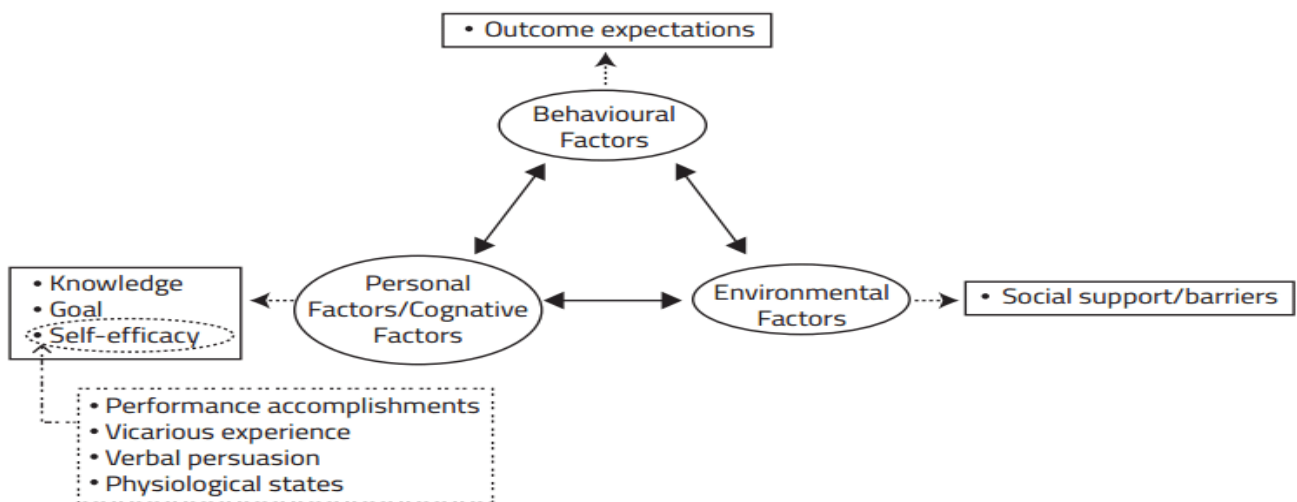 • Outcome expectations
Behavioural
Factors
• Knowledge
• Goal
• Self-efficacy
Personal
Factors/Cognative
Factors
Environmental
Factors
• Social support/barriers
• Performance accomplishments
• Vicarious experience
• Verbal persuasion
• Physiological states